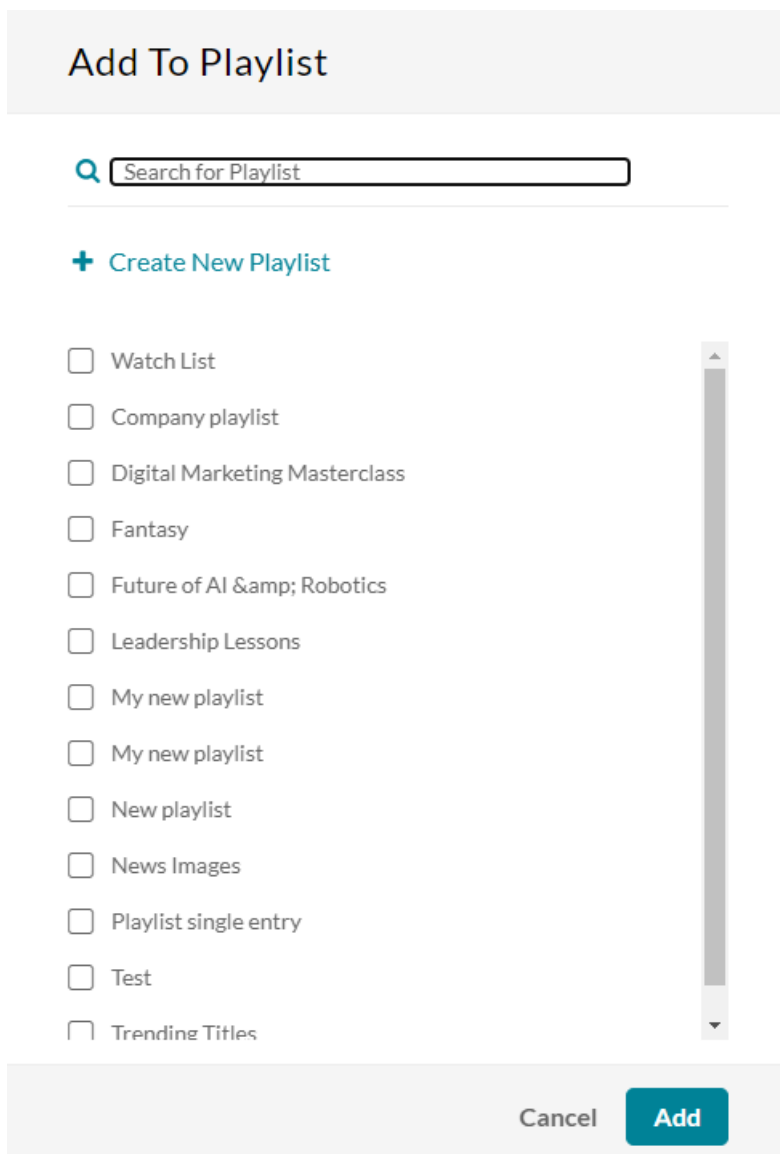 Add To Playlist
Search for Playlist
Create New Playlist
Watch List
Company playlist
Digital Marketing Masterclass
Fantasy
Future of AI &amp; Robotics
Leadership Lessons
My new playlist
My new playlist
New playlist
News Images
Playlist single entry
Test
Trending Titles
Cancel Add